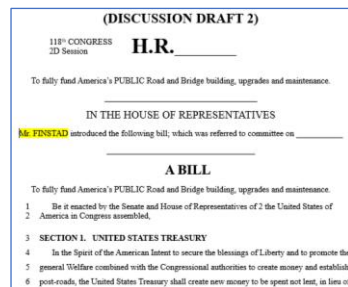 (DISCUSSION DRAFT 2)
118th CONGRESS
2D Session
H.R.________
To fully fund America's PUBLIC Road and Bridge building, upgrades and maintenance.
IN THE HOUSE OF REPRESENTATIVES
Mr. FINSTAD introduced the following bill; which was referred to committee on ________
A BILL
To fully fund America's PUBLIC Road and Bridge building, upgrades and maintenance.
1 Be it enacted by the Senate and House of Representatives of 2 the United States of
2 America in Congress assembled,
3 SECTION 1. UNITED STATES TREASURY
4 In the Spirit of the American Intent to secure the blessings of Liberty and to promote the
5 general Welfare combined with the Congressional authorities to create money and establish
6 post-roads, the United States Treasury shall create new money to be spent not lent, in lieu of